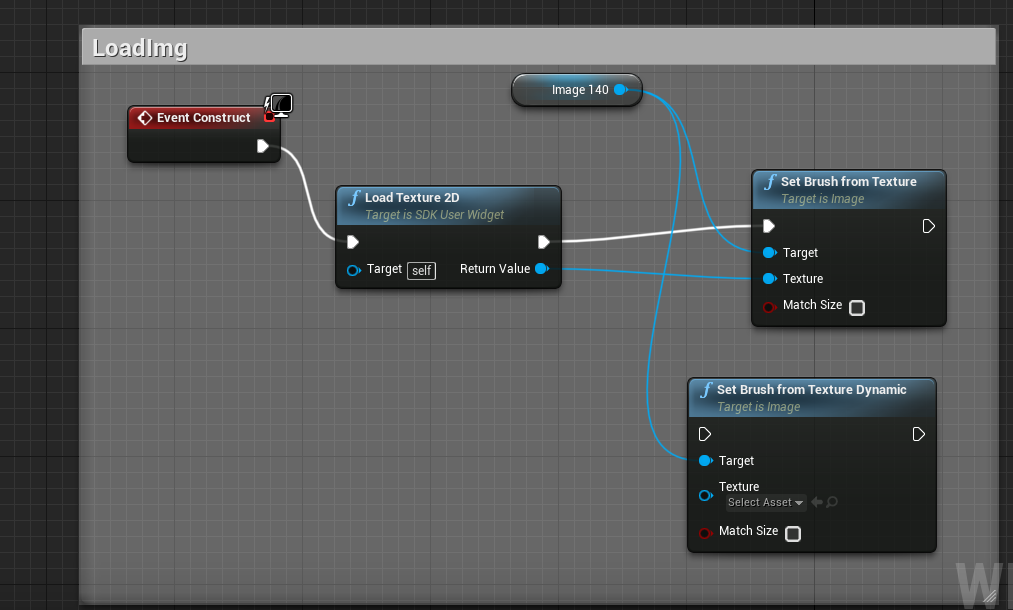 LoadImg
Image 140
Event Construct
f Load Texture 2D
Target is SDK User Widget
Target self Return Value
f Set Brush from Texture
Target is Image
Target
Texture
Match Size
f Set Brush from Texture Dynamic
Target is Image
Target
Texture
Select Asset
Match Size